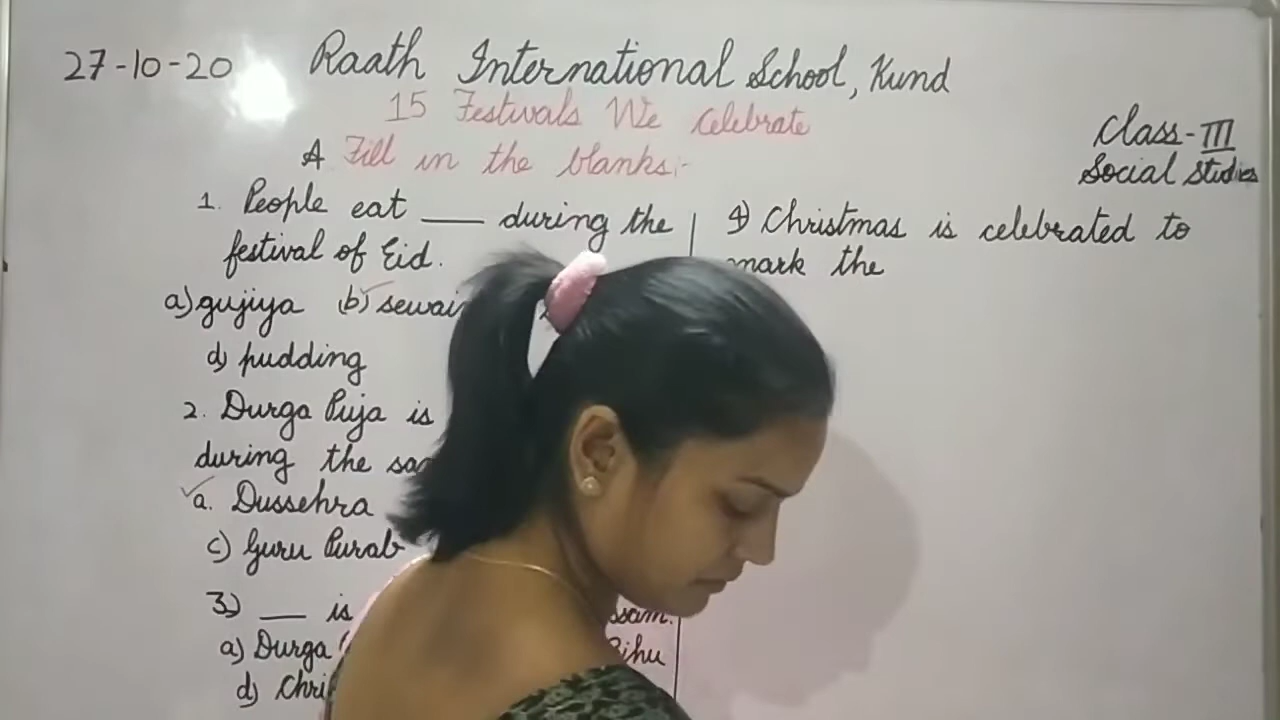 27-10-20 Raath International School, Kund
15 Festivals We Celebrate
Class-III
Social Studies
A Fill in the blanks:-
1. People eat ___ during the
festival of Eid.
a) gujiya (b) sewai
d) pudding
2. Durga Puja is
during the
a. Dussehra
c) Guru Purab
3) ___ is
a) Durga Bihu
d)
4) Christmas is celebrated to
mark the